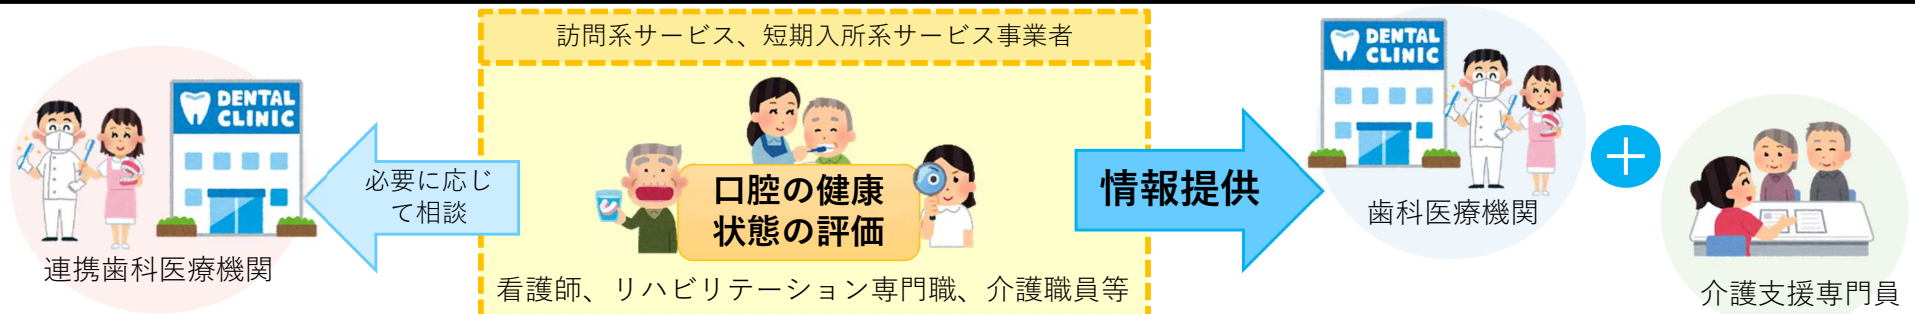 訪問系サービス、短期入所系サービス事業者
DENTAL
CLINIC
必要に応じ
て相談
連携歯科医療機関
口腔の健康
状態の評価
看護師、リハビリテーション専門職、介護職員等
情報提供
DENTAL
CLINIC
歯科医療機関
介護支援専門員